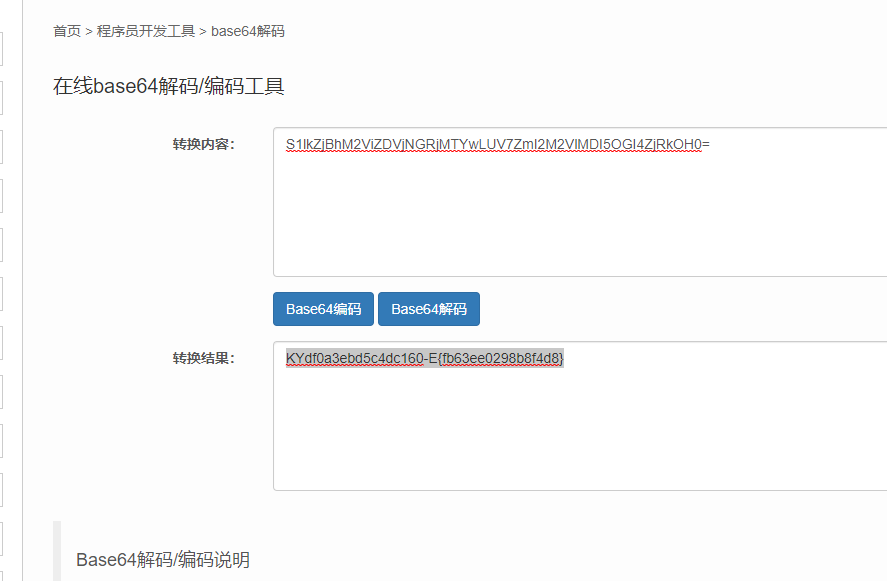 首页 > 程序员开发工具 > base64解码
在线base64解码/编码工具
转换内容：
S1lkZjBhM2ViZDVjNGRjMTYwLUV7ZmI2M2VlMDI5OGI4ZjRkOH0=
Base64编码 Base64解码
转换结果：
KYdf0a3ebd5c4dc160-E{fb63ee0298b8f4d8}
Base64解码/编码说明